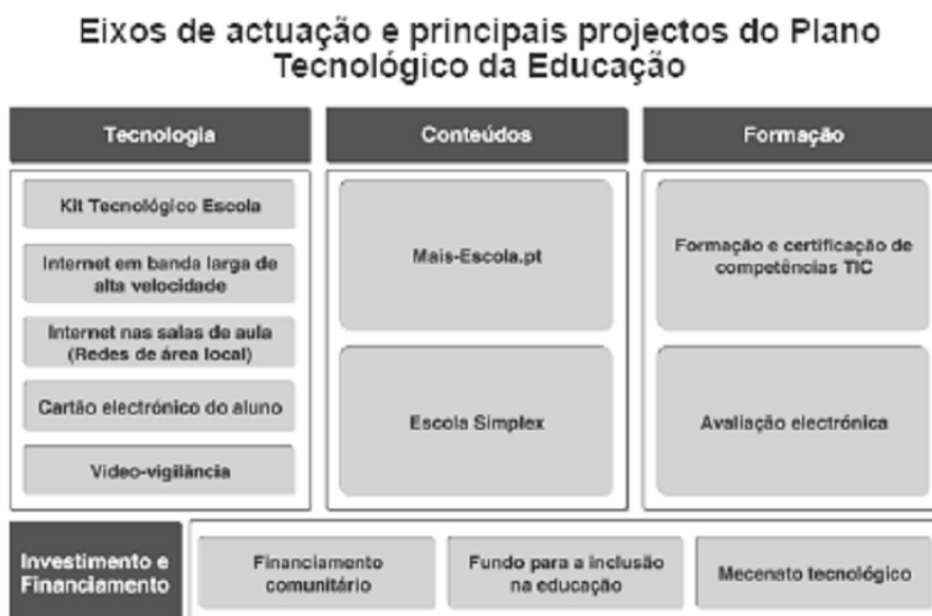 Eixos de actuação e principais projectos do Plano
Tecnológico da Educação
Tecnologia
Kit Tecnológico Escola
Internet em banda larga de
alta velocidade
Internet nas salas de aula
(Redes de área local)
Cartão electrónico do aluno
Video-vigilância
Conteúdos
Mais-Escola.pt
Escola Simplex
Formação
Formação e certificação de
competências TIC
Avaliação electrónica
Investimento e
Financiamento
Financiamento
comunitário
Fundo para a inclusão
na educação
Mecenato tecnológico